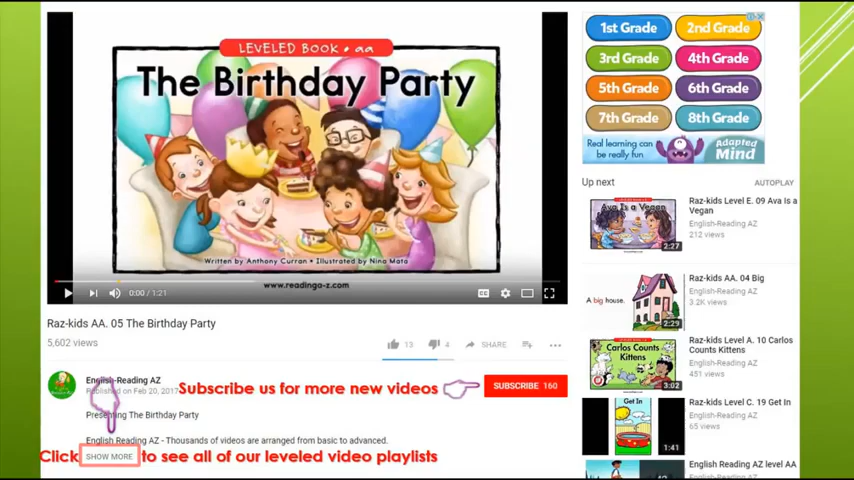 LEVELED BOOK • aa
The Birthday Party
Written by Anthony Curran • Illustrated by Nina Mata
www.readinga-z.com
0:00 / 1:21
CC
Raz-kids AA. 05 The Birthday Party
5,602 views
13
4
SHARE
English-Reading AZ
Published on Feb 20, 2017
Subscribe us for more new videos
SUBSCRIBE 160
Presenting The Birthday Party
English Reading AZ - Thousands of videos are arranged from basic to advanced.
Click SHOW MORE to see all of our leveled video playlists
1st Grade
2nd Grade
3rd Grade
4th Grade
5th Grade
6th Grade
7th Grade
8th Grade
Real learning can
be really fun
Adapted
Mind
Up next
AUTOPLAY
Ava Is a Vegan
2:27
Raz-kids Level E. 09 Ava Is a
Vegan
English-Reading AZ
212 views
A big house.
2:29
Raz-kids AA. 04 Big
English-Reading AZ
3.2K views
Carlos Counts
Kittens
3:02
Raz-kids Level A. 10 Carlos
Counts Kittens
English-Reading AZ
451 views
Get In
1:41
Raz-kids Level C. 19 Get In
English-Reading AZ
65 views
English Reading AZ level AA